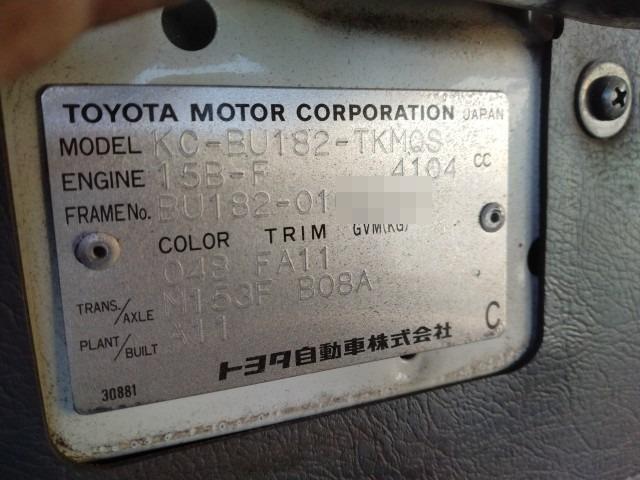 TOYOTA MOTOR CORPORATION JAPAN
MODEL KC-BU182-TKMQS
ENGINE 15B-F 4104 CC
FRAME No. BU182-01
COLOR TRIM GVM(KG)
049 FA11
TRANS./AXLE M153F B08A
PLANT/BUILT A11 C
トヨタ自動車株式会社
30881